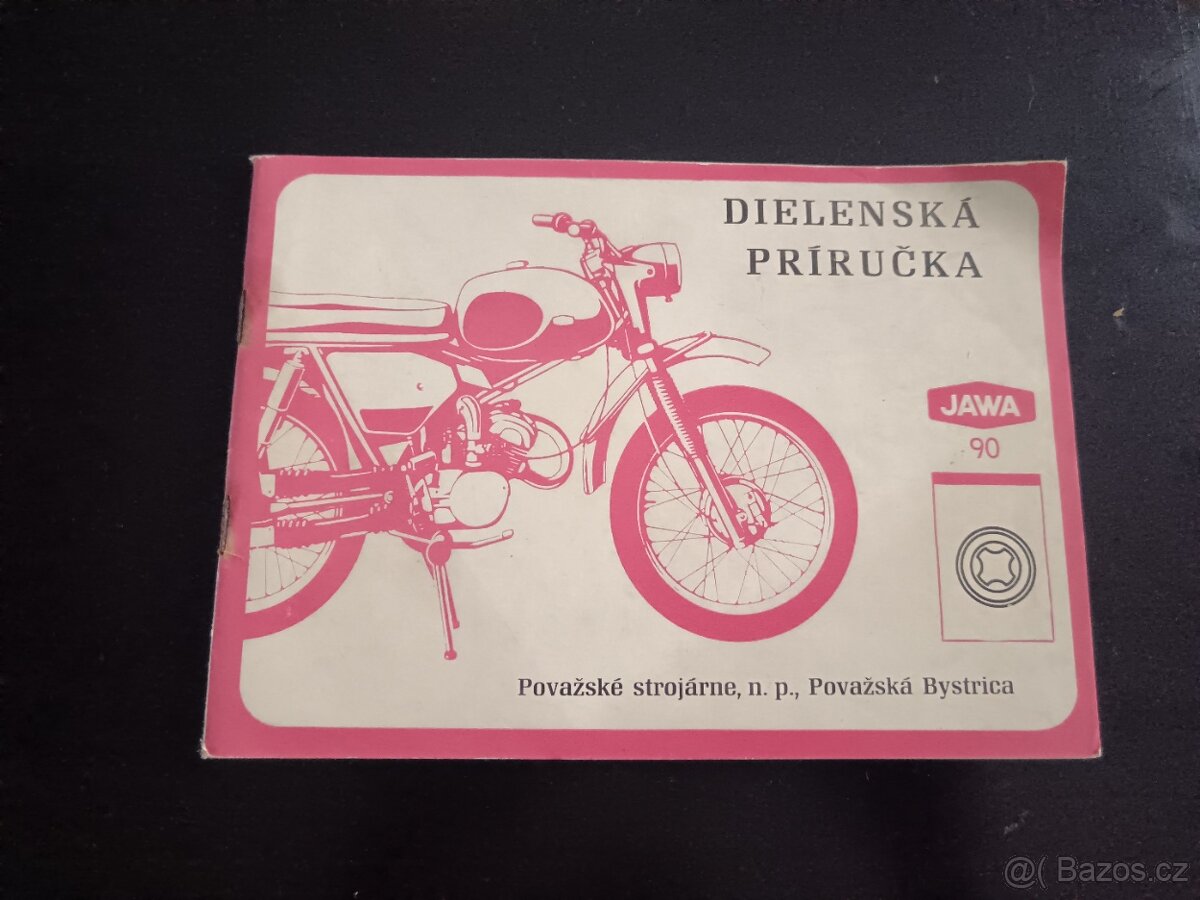 DIELENSKÁ
PRÍRUČKA
JAWA
90
Považské strojárne, n. p., Považská Bystrica
@( Bazos.cz